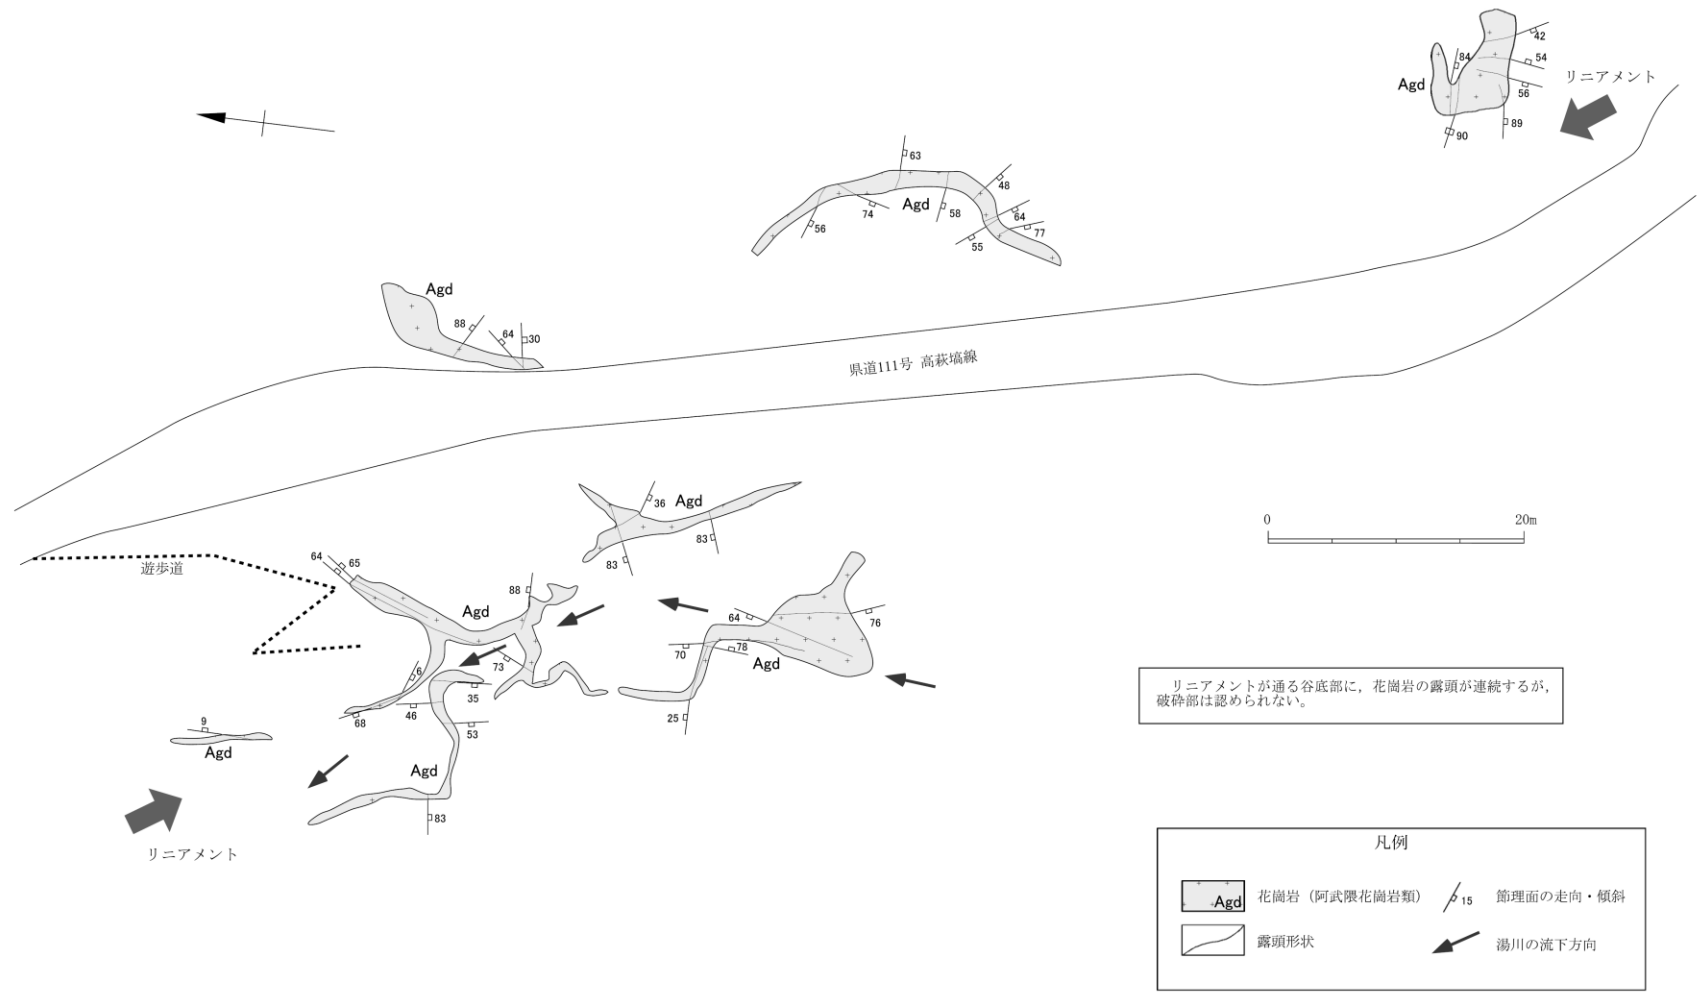 42
84
54
リニアメント
Agd
56
89
90
63
48
Agd
64
74
58
56
77
55
Agd
88
64
30
県道111号 高萩塙線
36
Agd
83
83
0
20m
64
65
遊歩道
88
Agd
64
76
73
70
78
Agd
6
35
68
46
25
53
9
Agd
Agd
83
リニアメント
リニアメントが通る谷底部に，花崗岩の露頭が連続するが，
破砕部は認められない。
凡例
Agd
花崗岩（阿武隈花崗岩類）
15
節理面の走向・傾斜
露頭形状
湯川の流下方向